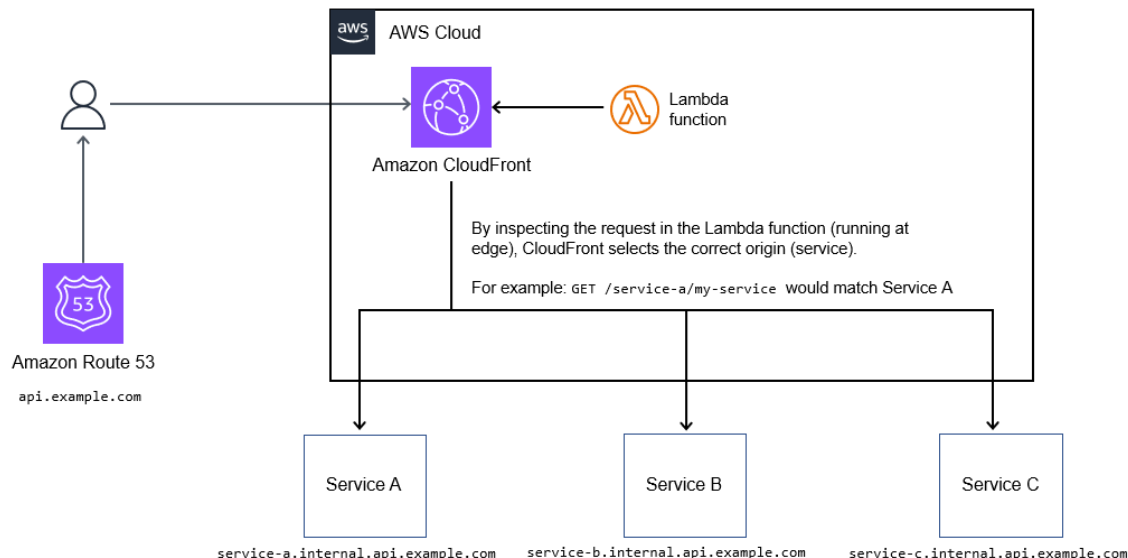 aws
AWS Cloud
Lambda
function
Amazon CloudFront
By inspecting the request in the Lambda function (running at
edge), CloudFront selects the correct origin (service).
For example: GET /service-a/my-service would match Service A
53
Amazon Route 53
api.example.com
Service A
Service B
Service C
service-a.internal.api.example.com
service-b.internal.api.example.com
service-c.internal.api.example.com